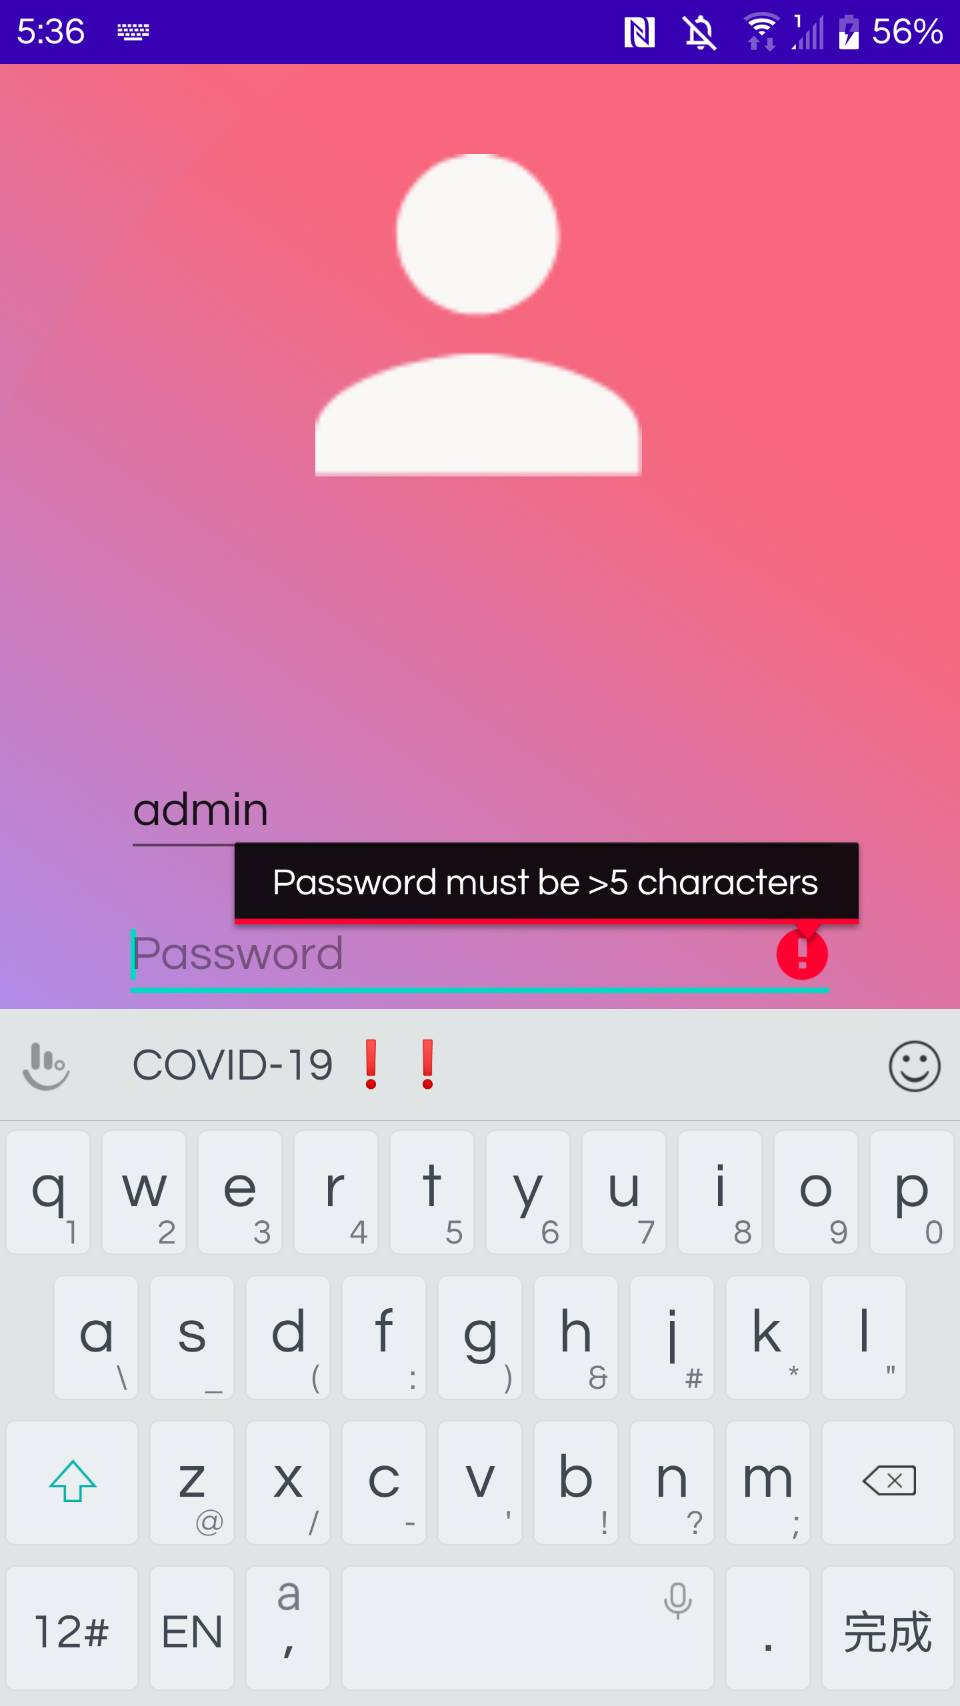 5:36 1 56%
admin
Password must be >5 characters
Password !
COVID-19 ❗ ❗
q w e r t y u i o p
1 2 3 4 5 6 7 8 9 0
a s d f g h j k l
\ _ ( : ) & # * "
z x c v b n m
@ / - ' ! ? ;
12# EN a , . 完成